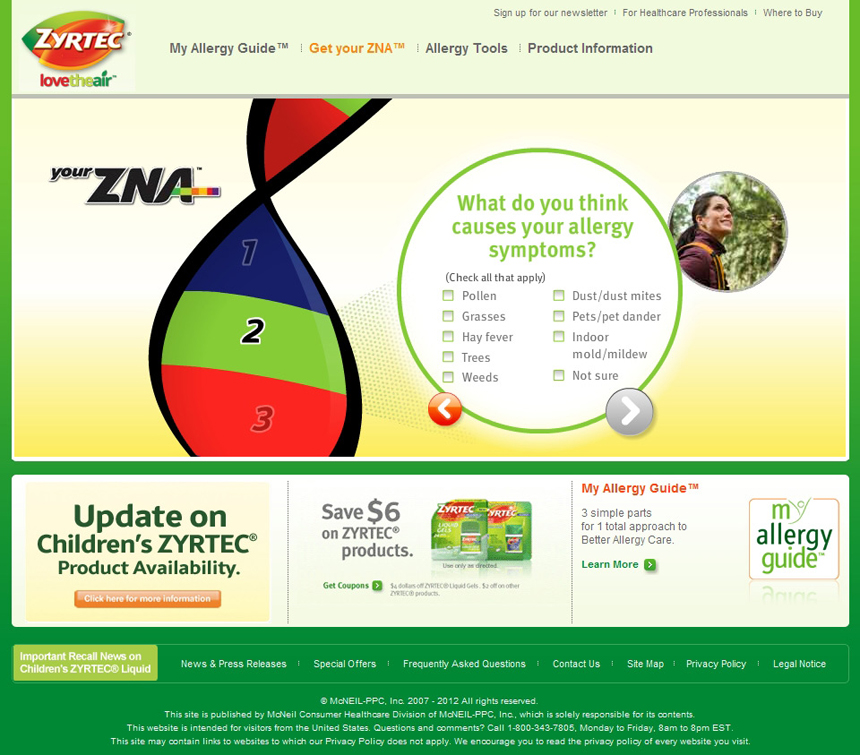 Sign up for our newsletter | For Healthcare Professionals | Where to Buy
ZYRTEC®
lovetheair™
My Allergy Guide™ | Get your ZNA™ | Allergy Tools | Product Information
your ZNA™
1
2
3
What do you think
causes your allergy
symptoms?
(Check all that apply)
Pollen
Grasses
Hay fever
Trees
Weeds
Dust/dust mites
Pets/pet dander
Indoor
mold/mildew
Not sure
Update on
Children's ZYRTEC®
Product Availability.
Click here for more information
Save $6
on ZYRTEC®
products.
ZYRTEC
LIQUID
GELS
ZYRTEC
Use only as directed.
Get Coupons
$4 dollars off ZYRTEC® Liquid Gels. $2 off on other
ZYRTEC® products.
My Allergy Guide™
3 simple parts
for 1 total approach to
Better Allergy Care.
Learn More
my
allergy
guide™
Important Recall News on
Children's ZYRTEC® Liquid
News & Press Releases | Special Offers | Frequently Asked Questions | Contact Us | Site Map | Privacy Policy | Legal Notice
© McNEIL-PPC, Inc. 2007 - 2012 All rights reserved.
This site is published by McNeil Consumer Healthcare Division of McNEIL-PPC, Inc., which is solely responsible for its contents.
This website is intended for visitors from the United States. Questions and comments? Call 1-800-343-7805, Monday to Friday, 8am to 8pm EST.
This site may contain links to websites to which our Privacy Policy does not apply. We encourage you to read the privacy policy of every website you visit.